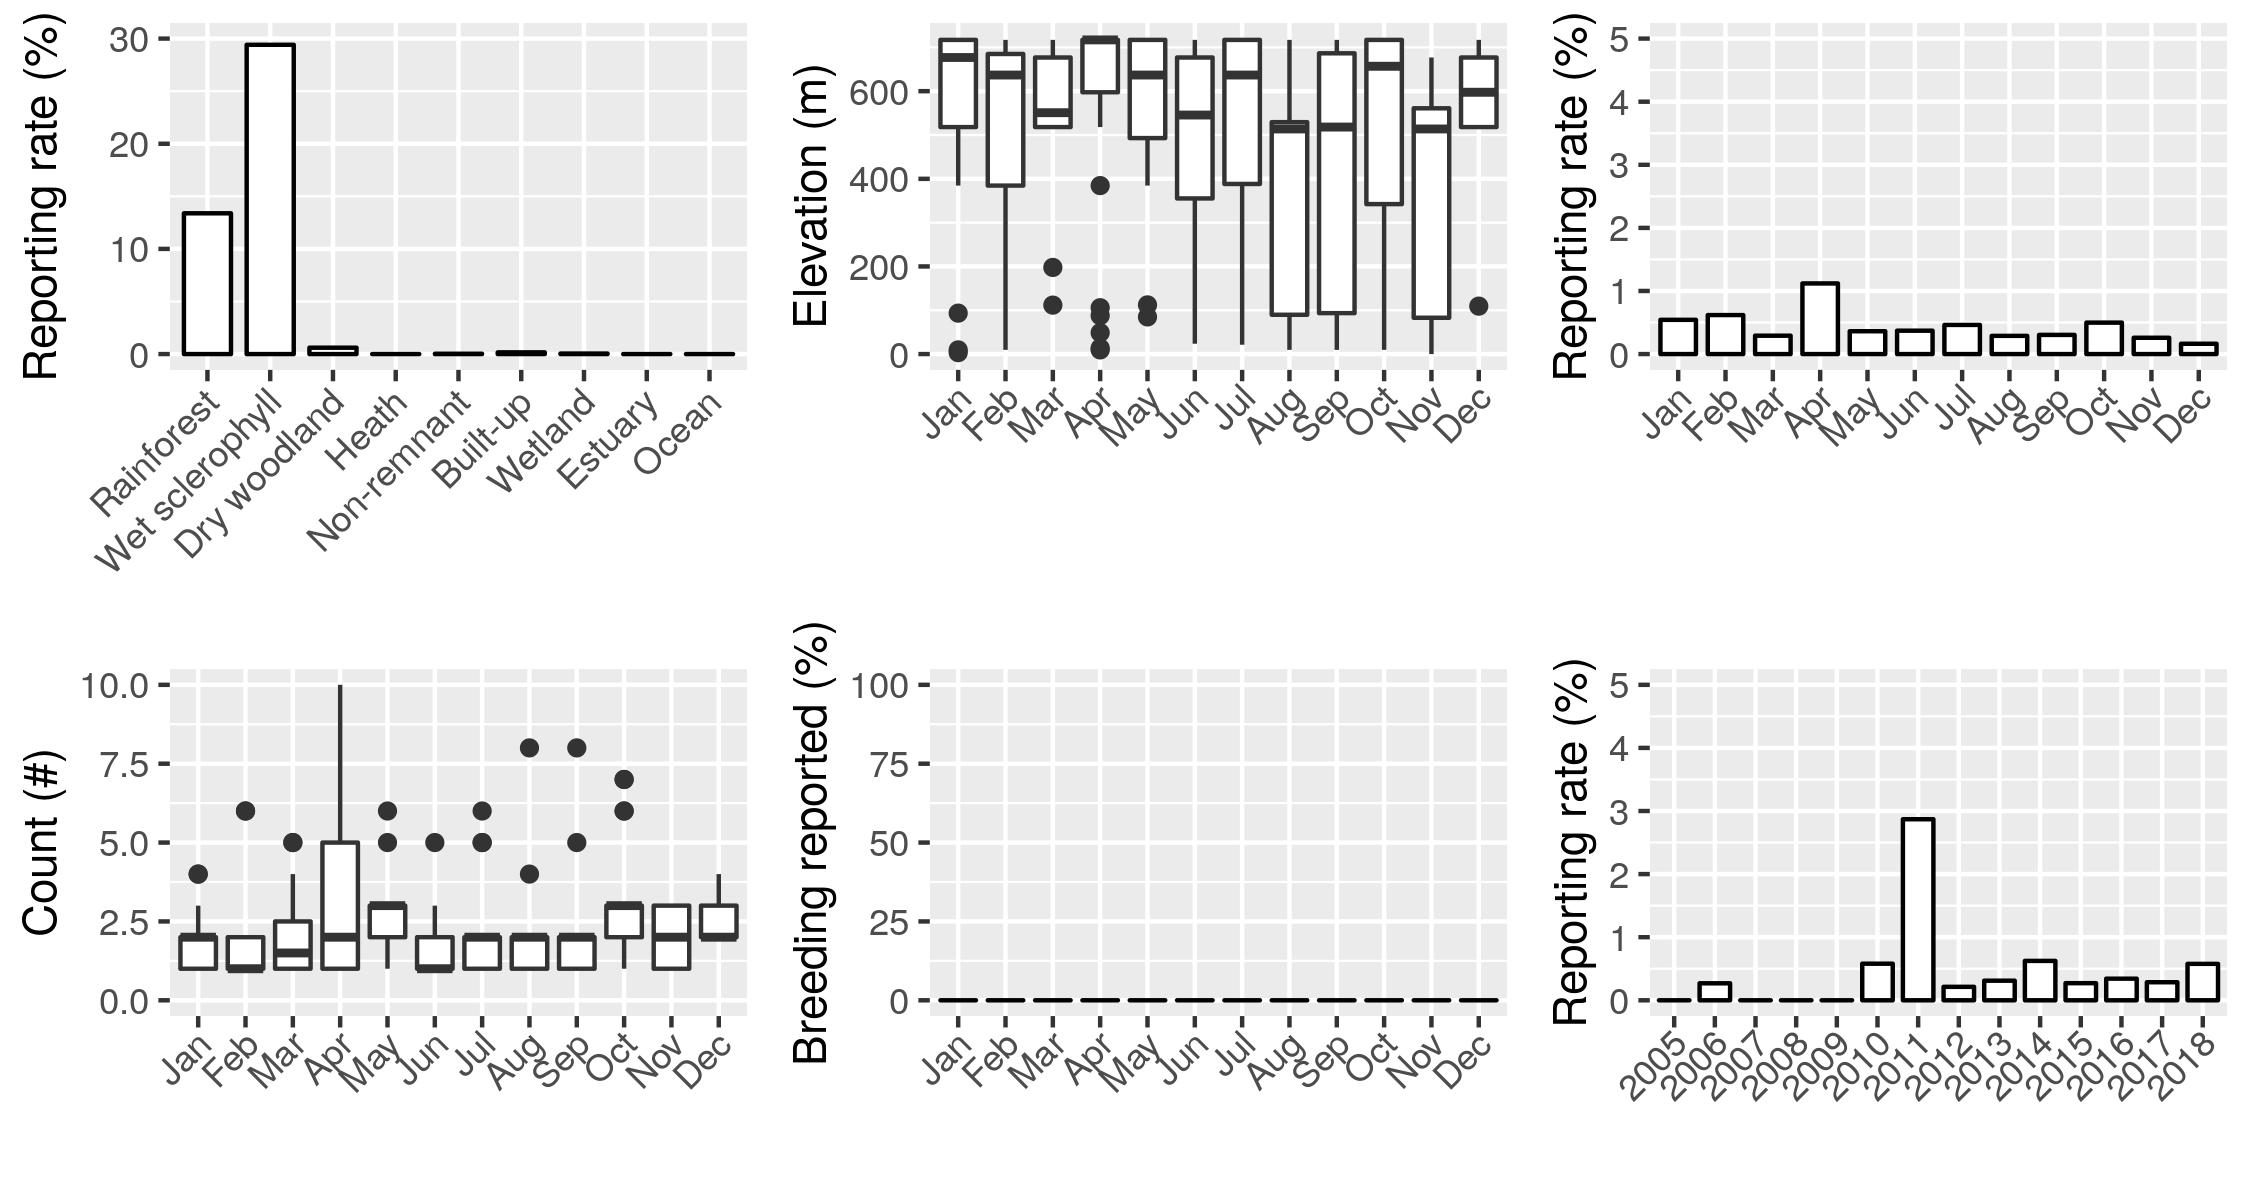 Reporting rate (%)
30
20
10
0
Rainforest
Wet sclerophyll
Dry woodland
Heath
Non-remnant
Built-up
Wetland
Estuary
Ocean
Elevation (m)
600
400
200
0
Jan
Feb
Mar
Apr
May
Jun
Jul
Aug
Sep
Oct
Nov
Dec
Reporting rate (%)
5
4
3
2
1
0
Jan
Feb
Mar
Apr
May
Jun
Jul
Aug
Sep
Oct
Nov
Dec
Count (#)
10.0
7.5
5.0
2.5
0.0
Jan
Feb
Mar
Apr
May
Jun
Jul
Aug
Sep
Oct
Nov
Dec
Breeding reported (%)
100
75
50
25
0
Jan
Feb
Mar
Apr
May
Jun
Jul
Aug
Sep
Oct
Nov
Dec
Reporting rate (%)
5
4
3
2
1
0
2005
2006
2007
2008
2009
2010
2011
2012
2013
2014
2015
2016
2017
2018